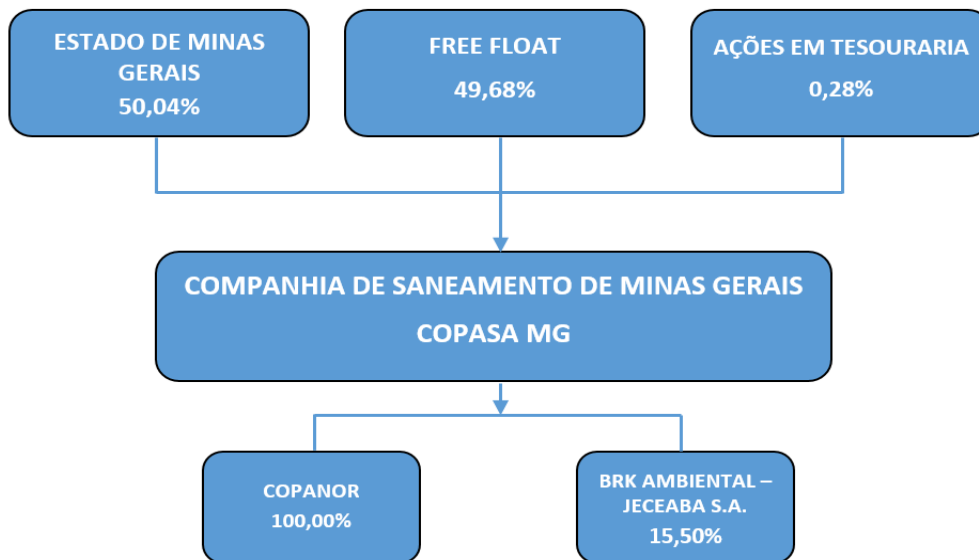 ESTADO DE MINAS
GERAIS
50,04%
FREE FLOAT
49,68%
AÇÕES EM TESOURARIA
0,28%
COMPANHIA DE SANEAMENTO DE MINAS GERAIS
COPASA MG
COPANOR
100,00%
BRK AMBIENTAL –
JECEABA S.A.
15,50%